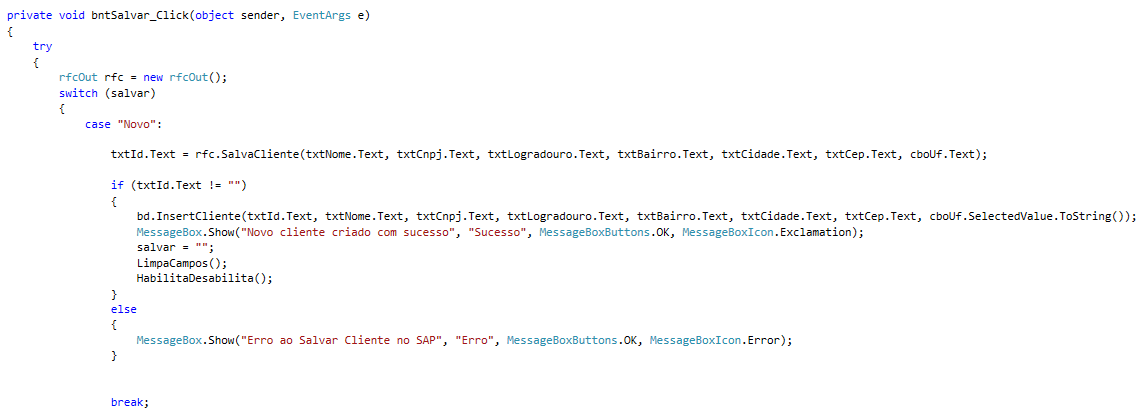 private void bntSalvar_Click(object sender, EventArgs e)
{
    try
    {
        rfcOut rfc = new rfcOut();
        switch (salvar)
        {
            case "Novo":

                txtId.Text = rfc.SalvaCliente(txtNome.Text, txtCnpj.Text, txtLogradouro.Text, txtBairro.Text, txtCidade.Text, txtCep.Text, cboUf.Text);

                if (txtId.Text != "")
                {
                    bd.InsertCliente(txtId.Text, txtNome.Text, txtCnpj.Text, txtLogradouro.Text, txtBairro.Text, txtCidade.Text, txtCep.Text, cboUf.SelectedValue.ToString());
                    MessageBox.Show("Novo cliente criado com sucesso", "Sucesso", MessageBoxButtons.OK, MessageBoxIcon.Exclamation);
                    salvar = "";
                    LimpaCampos();
                    HabilitaDesabilita();
                }
                else
                {
                    MessageBox.Show("Erro ao Salvar Cliente no SAP", "Erro", MessageBoxButtons.OK, MessageBoxIcon.Error);
                }


                break;